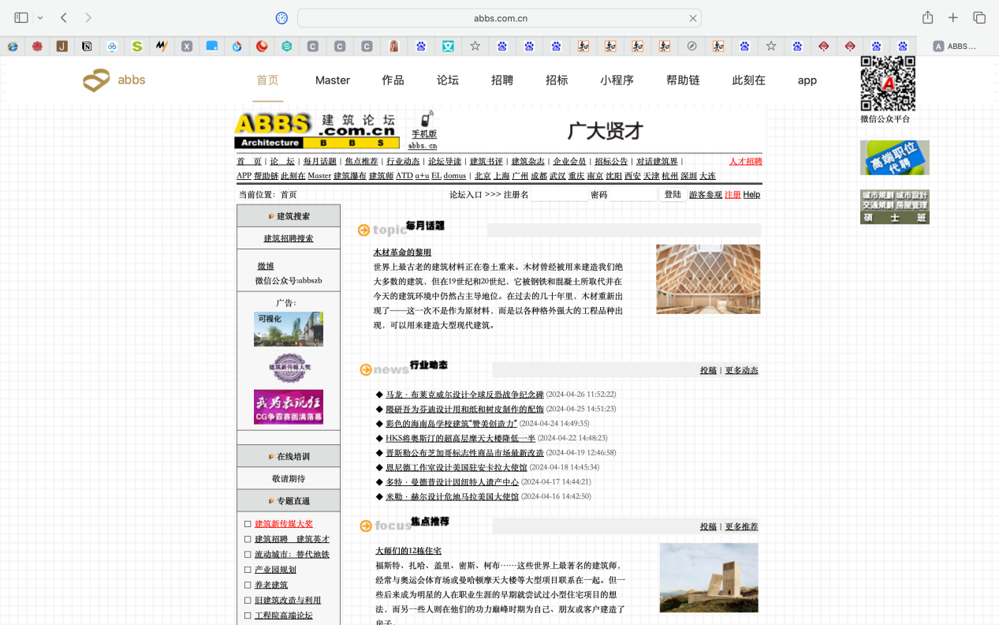 abbs.com.cn
ABBS...
abbs
首页
Master
作品
论坛
招聘
招标
小程序
帮助链
此刻在
app
微信公众平台
ABBS 建筑论坛
.com.cn
Architecture B B S
手机版
abbs.cn
广大贤才
高端职位
代聘
首 页 | 论 坛 | 每月话题 | 焦点推荐 | 行业动态 | 论坛导读 | 建筑书评 | 建筑杂志 | 企业会员 | 招标公告 | 对话建筑界 |
人才招聘
APP 帮助链 此刻在 Master 建筑瀑布 建筑师 ATD a+u EL domus | 北京 上海 广州 成都 武汉 重庆 南京 沈阳 西安 天津 杭州 深圳 大连
当前位置: 首页
论坛入口 >>> 注册名
密码
登陆
游客参观 注册 Help
城市规劃 城市設計
交通規劃 房屋管理
碩 士 班
建筑搜索
建筑招聘搜索
微博
微信公众号:abbszb
广告:
可视化
建筑新传媒大奖
我为表现狂
CG争霸赛圆满落幕
在线培训
敬请期待
专题直通
建筑新传媒大奖
建筑招聘 建筑英才
流动城市：替代地铁
产业园规划
养老建筑
旧建筑改造与利用
工程院高端论坛
topic 每月话题
木材革命的黎明
世界上最古老的建筑材料正在卷土重来。木材曾经被用来建造我们绝
大多数的建筑，但在19世纪和20世纪，它被钢铁和混凝土所取代并在
今天的建筑环境中仍然占主导地位。在过去的几十年里，木材重新出
现了——这一次不是作为原材料，而是以各种格外强大的工程品种出
现，可以用来建造大型现代建筑。
news 行业动态
投稿 | 更多动态
◆ 马龙·布莱克威尔设计全球反恐战争纪念碑 (2024-04-26 11:52:22)
◆ 隈研吾为芬迪设计用和纸和树皮制作的配饰 (2024-04-25 14:51:23)
◆ 彩色的海南岛学校建筑“赞美创造力” (2024-04-24 14:49:35)
◆ HKS将奥斯汀的超高层摩天大楼降低一半 (2024-04-22 14:48:23)
◆ 晋斯勒公布芝加哥标志性商品市场最新改造 (2024-04-19 12:46:58)
◆ 恩尼德工作室设计美国驻安卡拉大使馆 (2024-04-18 14:45:34)
◆ 多特·曼德普设计因纽特人遗产中心 (2024-04-17 14:44:21)
◆ 米勒·赫尔设计危地马拉美国大使馆 (2024-04-16 14:42:50)
focus 焦点推荐
投稿 | 更多推荐
大师们的12栋住宅
福斯特、扎哈、盖里、密斯、柯布……这些世界上最著名的建筑师，
经常与奥运会体育场或曼哈顿摩天大楼等大型项目联系在一起。但一
些后来成为明星的人在职业生涯的早期就尝试过小型住宅项目的想
法，而另一些人则在他们的功力巅峰时期为自己、朋友或客户建造了
房子。